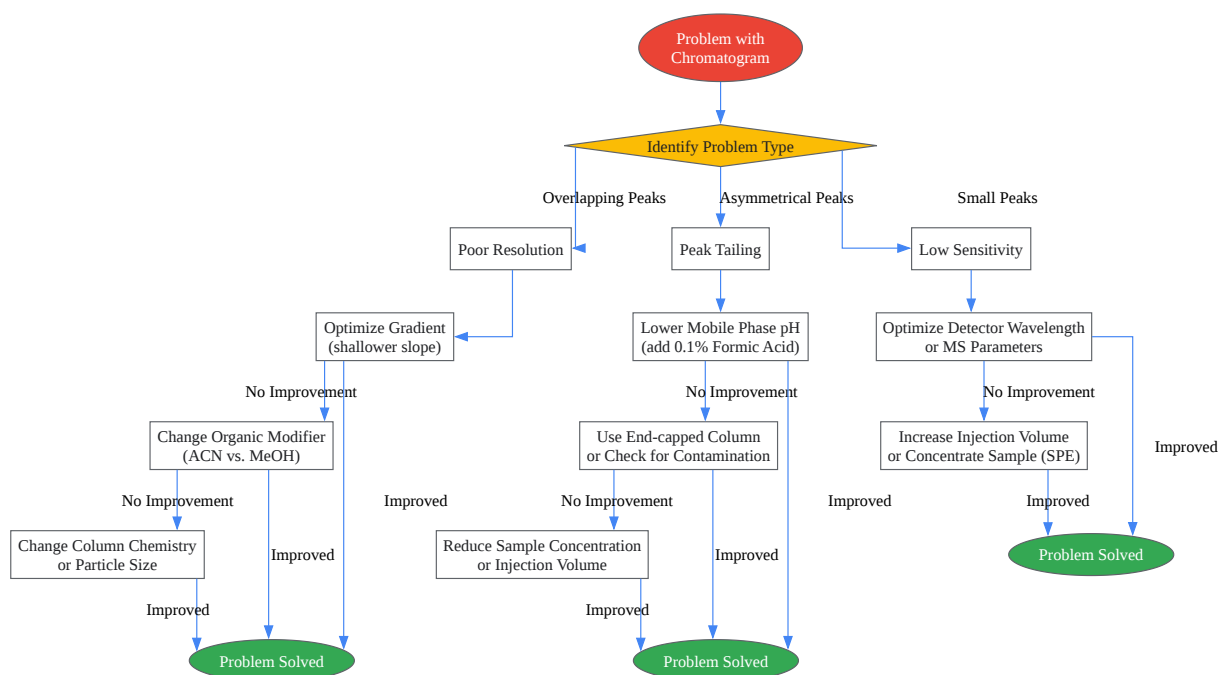 Problem with
Chromatogram
Identify Problem Type
Overlapping Peaks
Asymmetrical Peaks
Small Peaks
Poor Resolution
Peak Tailing
Low Sensitivity
Optimize Gradient
(shallower slope)
Lower Mobile Phase pH
(add 0.1% Formic Acid)
Optimize Detector Wavelength
or MS Parameters
No Improvement
No Improvement
No Improvement
Change Organic Modifier
(ACN vs. MeOH)
Use End-capped Column
or Check for Contamination
Increase Injection Volume
or Concentrate Sample (SPE)
Improved
No Improvement
Improved
No Improvement
Improved
Improved
Change Column Chemistry
or Particle Size
Improved
Reduce Sample Concentration
or Injection Volume
Improved
Problem Solved
Improved
Improved
Problem Solved
Problem Solved